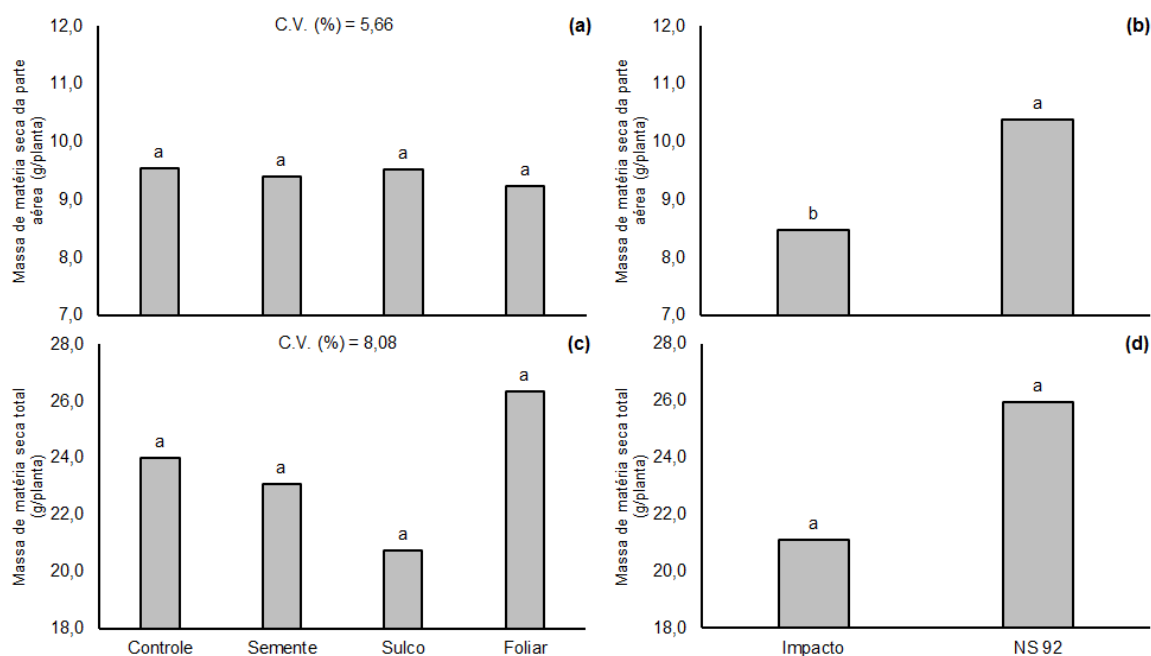 C.V. (%) = 5,66
(a)
Massa de matéria seca da parte
aérea (g/planta)
12,0
11,0
10,0
9,0
8,0
7,0
a
a
a
a
(b)
Massa de matéria seca da parte
aérea (g/planta)
12,0
11,0
10,0
9,0
8,0
7,0
b
a
C.V. (%) = 8,08
(c)
Massa de matéria seca total
(g/planta)
28,0
26,0
24,0
22,0
20,0
18,0
a
a
a
a
Controle
Semente
Sulco
Foliar
(d)
Massa de matéria seca total
(g/planta)
28,0
26,0
24,0
22,0
20,0
18,0
a
a
Impacto
NS 92